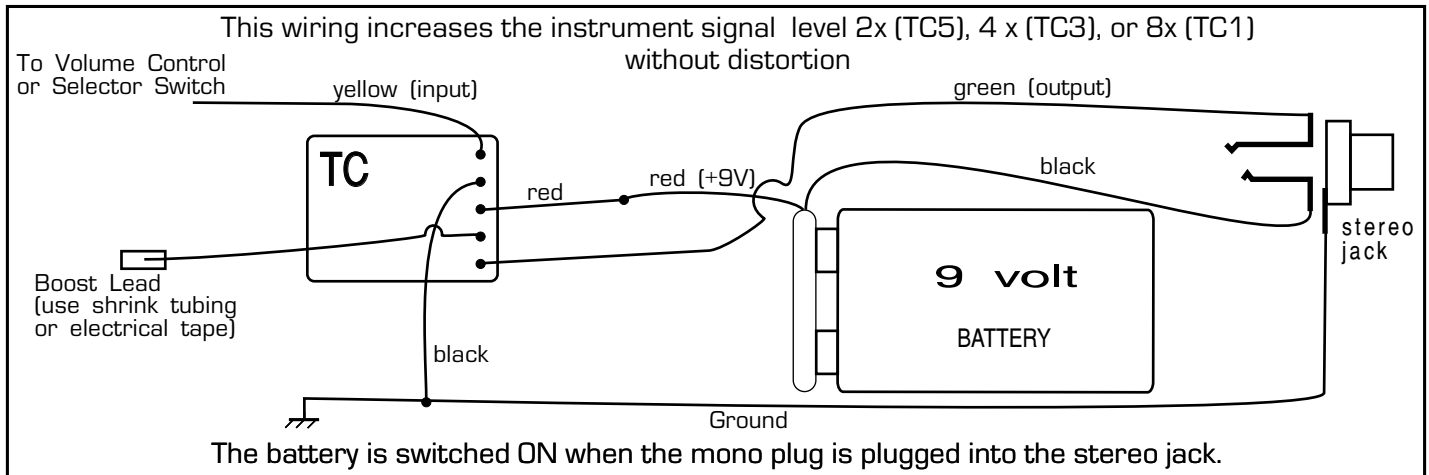 This wiring increases the instrument signal level 2x (TC5), 4 x (TC3), or 8x (TC1)
without distortion
To Volume Control
or Selector Switch
yellow (input)
green (output)
TC
red
red (+9V)
black
stereo
jack
9 volt
BATTERY
Boost Lead
(use shrink tubing
or electrical tape)
black
Ground
The battery is switched ON when the mono plug is plugged into the stereo jack.